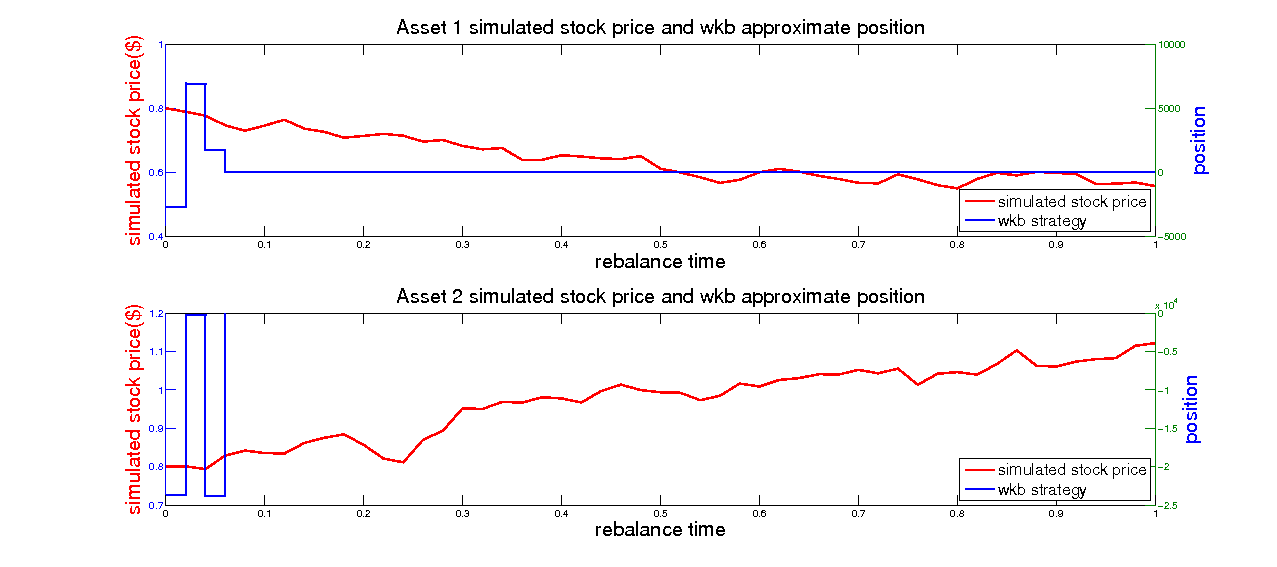 Asset 1 simulated stock price and wkb approximate position
simulated stock price($)
1
0.8
0.6
0.4
10000
5000
0
-5000
position
simulated stock price
wkb strategy
0 0.1 0.2 0.3 0.4 0.5 0.6 0.7 0.8 0.9 1
rebalance time
Asset 2 simulated stock price and wkb approximate position
simulated stock price($)
1.2
1.1
1
0.9
0.8
0.7
x 10^4
0
-0.5
-1
-1.5
-2
-2.5
position
simulated stock price
wkb strategy
0 0.1 0.2 0.3 0.4 0.5 0.6 0.7 0.8 0.9 1
rebalance time